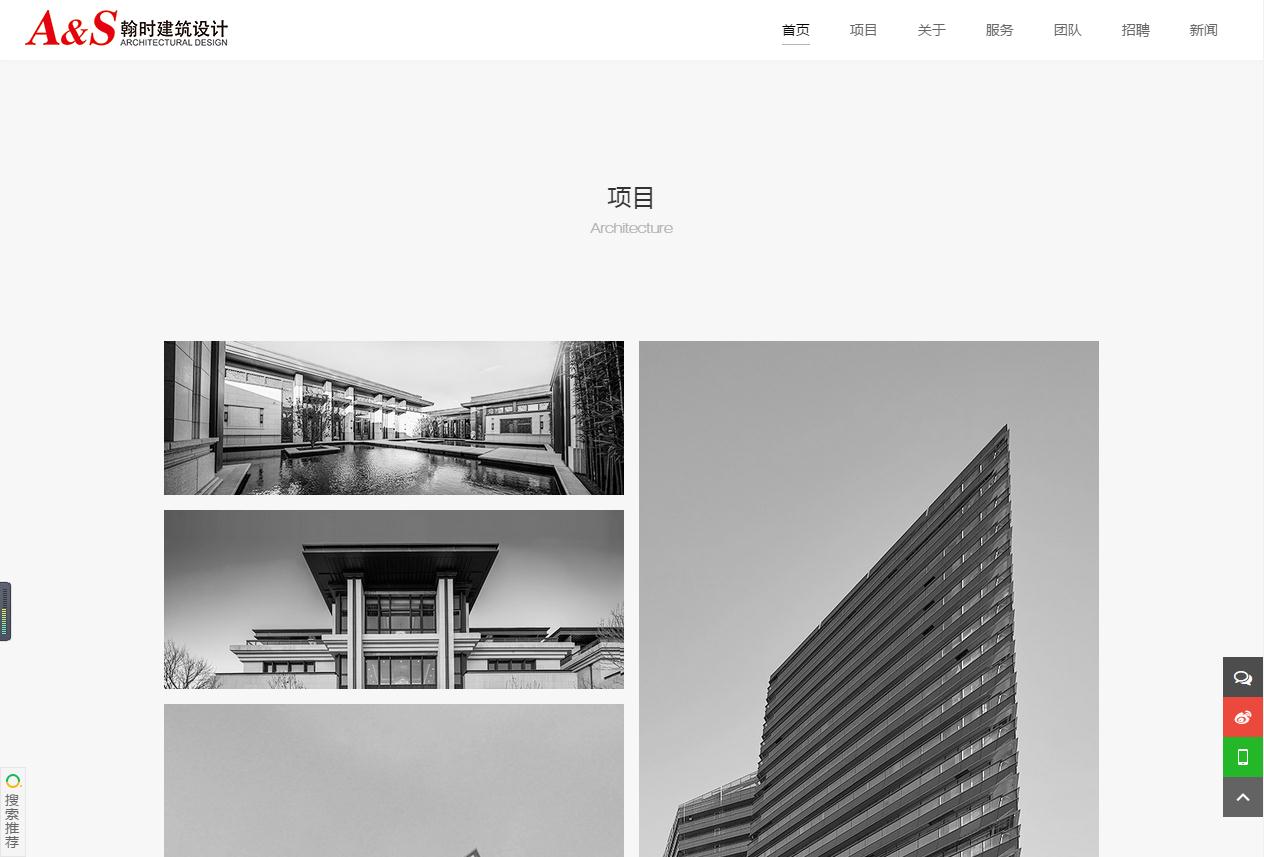 A&S 翰时建筑设计
ARCHITECTURAL DESIGN
首页 项目 关于 服务 团队 招聘 新闻
项目
Architecture
搜索推荐